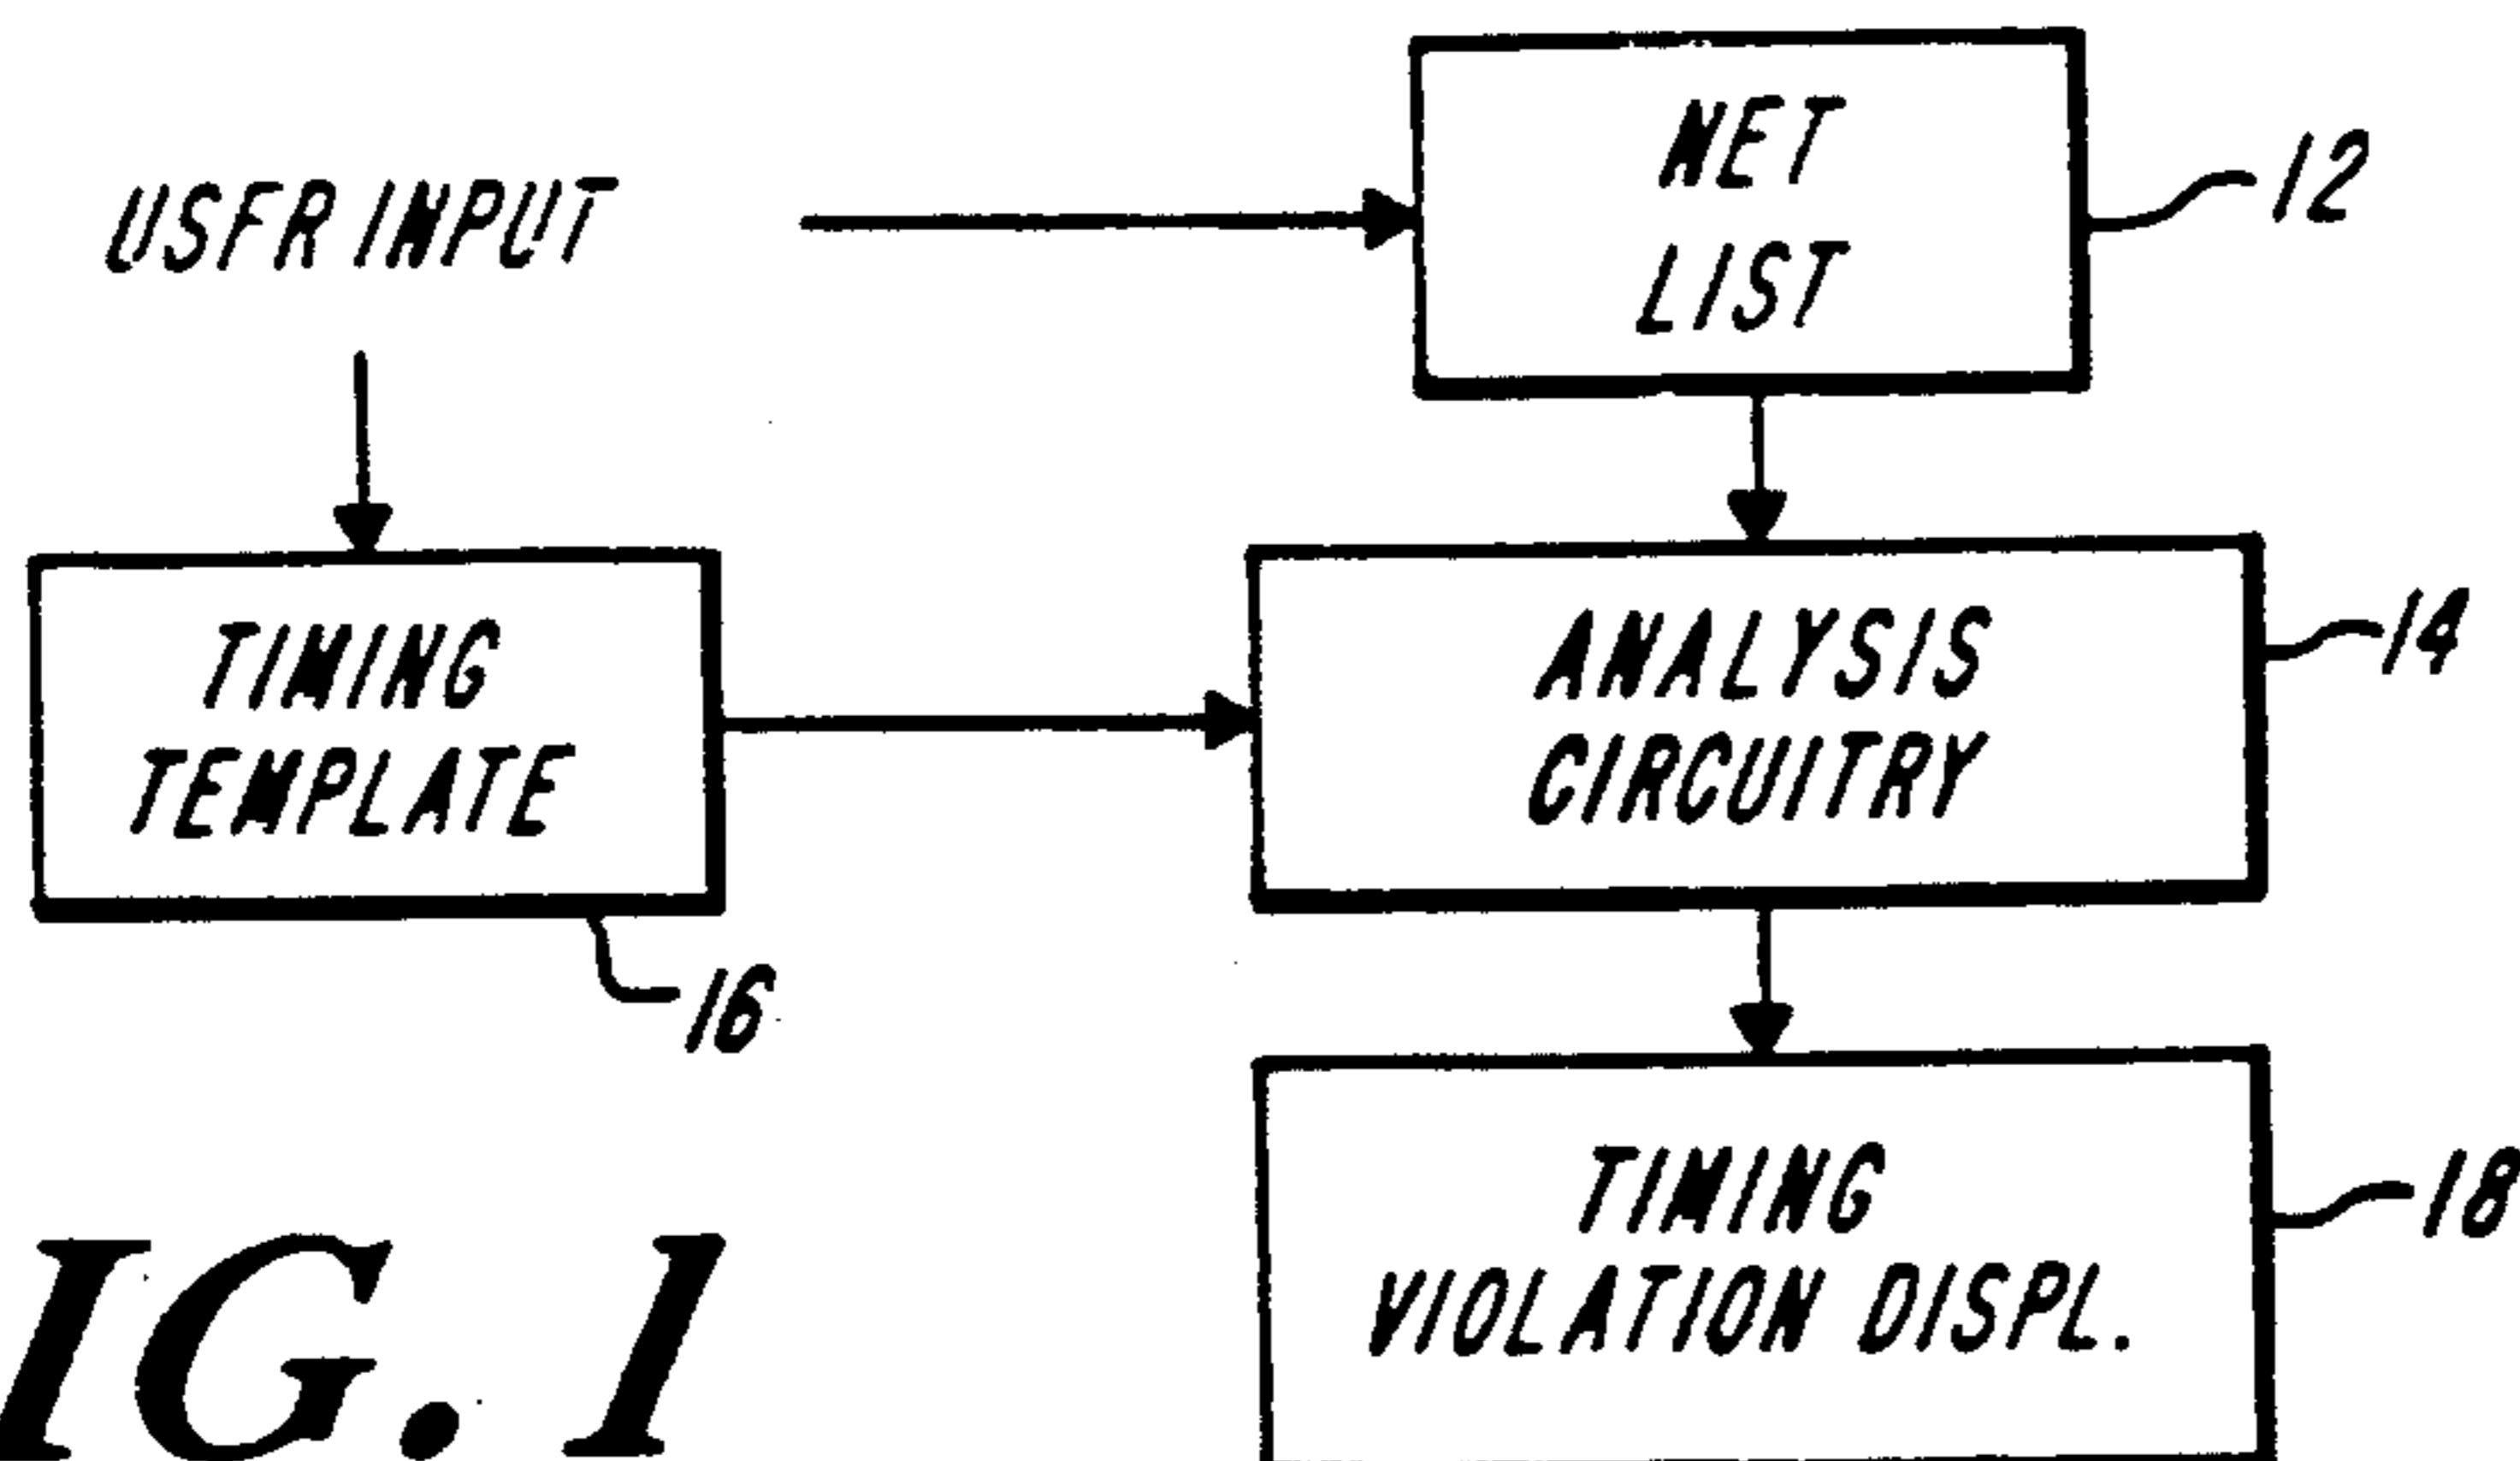 NET
LIST
12
USFR INPUT
TIMING
TEMPLATE
16
ANALYSIS
CIRCUITRY
14
TIMING
VIOLATION DISPL.
18
IG. 1